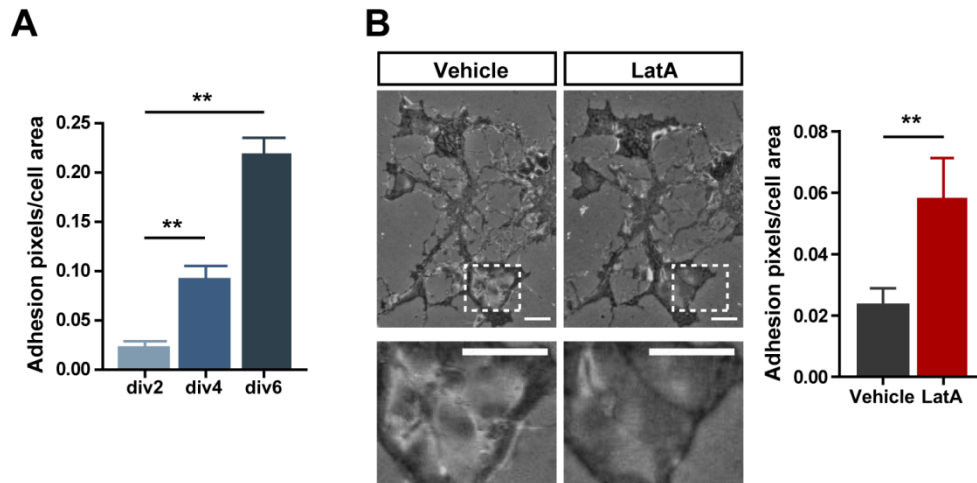 A
Adhesion pixels/cell area
0.25
0.20
0.15
0.10
0.05
0.00
**
**
div2 div4 div6
B
Vehicle LatA
Adhesion pixels/cell area
0.08
0.06
0.04
0.02
0.00
**
Vehicle LatA